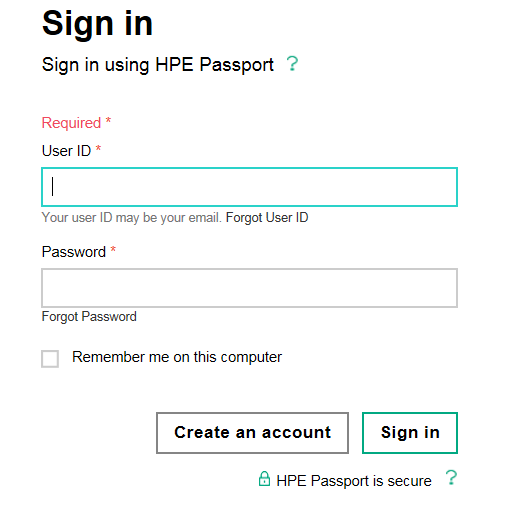 Sign in
Sign in using HPE Passport ?
Required *
User ID *
Your user ID may be your email. Forgot User ID
Password *
Forgot Password
Remember me on this computer
Create an account Sign in
HPE Passport is secure ?